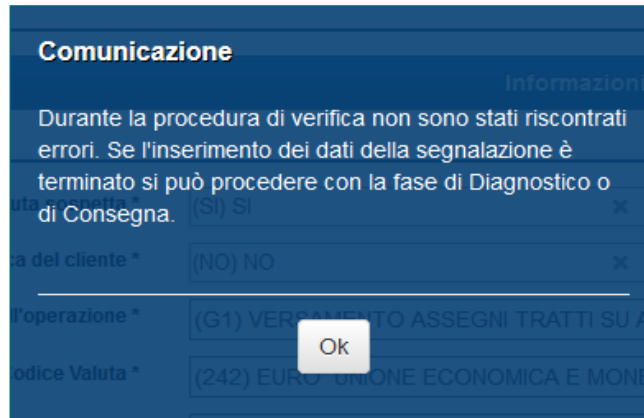 Comunicazione
Informazioni
Durante la procedura di verifica non sono stati riscontrati
errori. Se l'inserimento dei dati della segnalazione è
terminato si può procedere con la fase di Diagnostico o
di Consegna.
sospetta * (SI) SI ×
del cliente * (NO) NO ×
ll'operazione * (G1) VERSAMENTO ASSEGNI TRATTI SU A
Ok
odice Valuta * (242) EURO UNIONE ECONOMICA E MONE